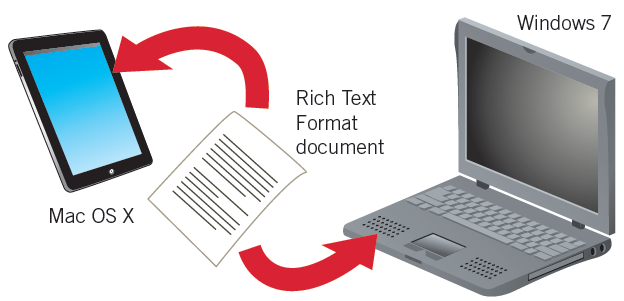 Windows 7
Rich Text
Format
document
Mac OS X